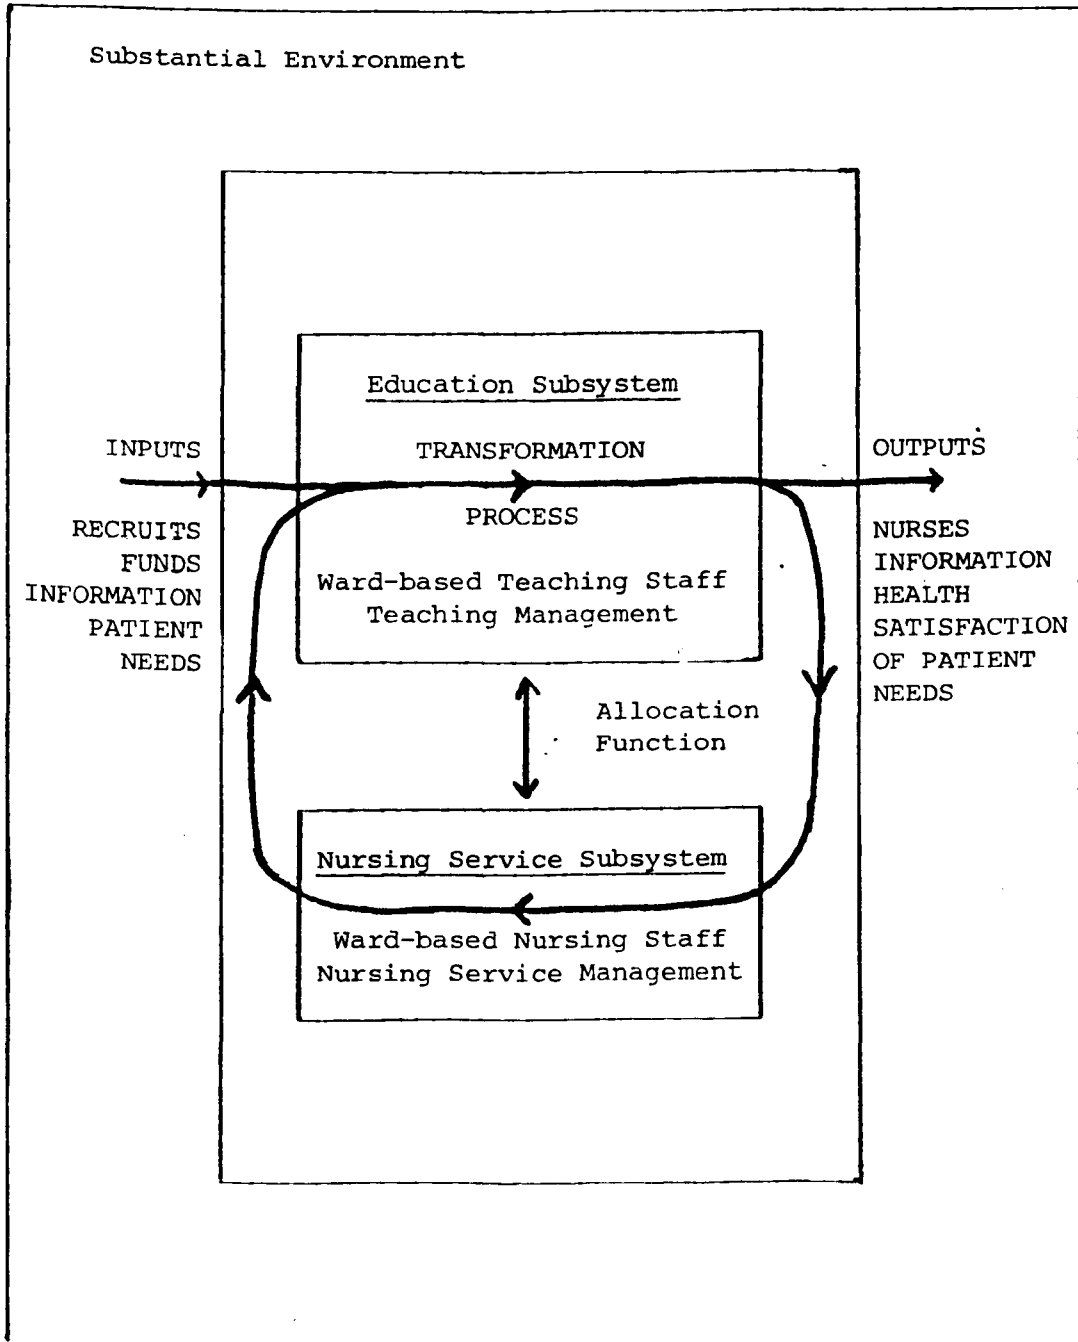 Substantial Environment
Education Subsystem
INPUTS
TRANSFORMATION
OUTPUTS
PROCESS
RECRUITS
FUNDS
INFORMATION
PATIENT
NEEDS
NURSES
INFORMATION
HEALTH
SATISFACTION
OF PATIENT
NEEDS
Ward-based Teaching Staff
Teaching Management
Allocation
Function
Nursing Service Subsystem
Ward-based Nursing Staff
Nursing Service Management